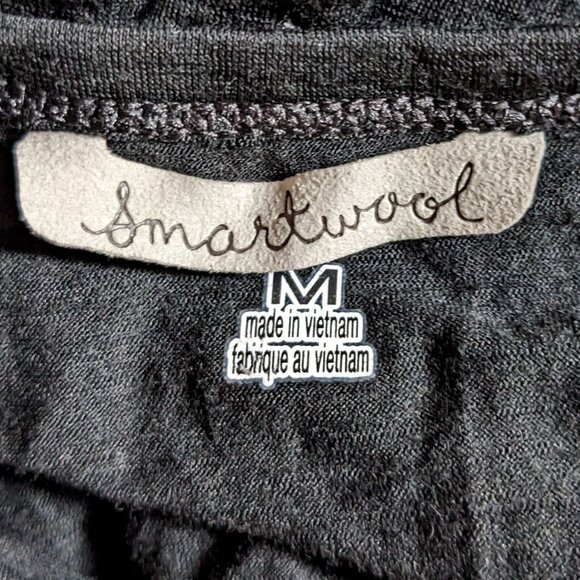 Smartwool
M
made in vietnam
fabrique au vietnam